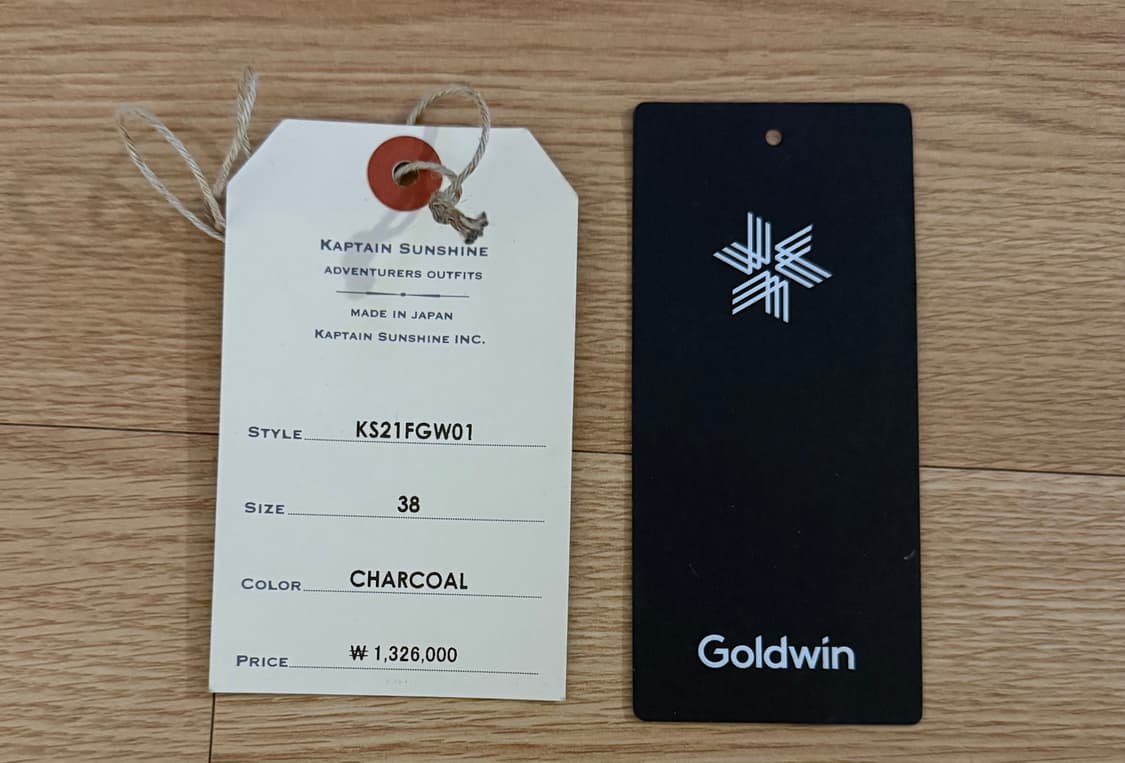 KAPTAIN SUNSHINE
ADVENTURERS OUTFITS
MADE IN JAPAN
KAPTAIN SUNSHINE INC.
STYLE KS21FGW01
SIZE 38
COLOR CHARCOAL
PRICE ₩ 1,326,000
Goldwin